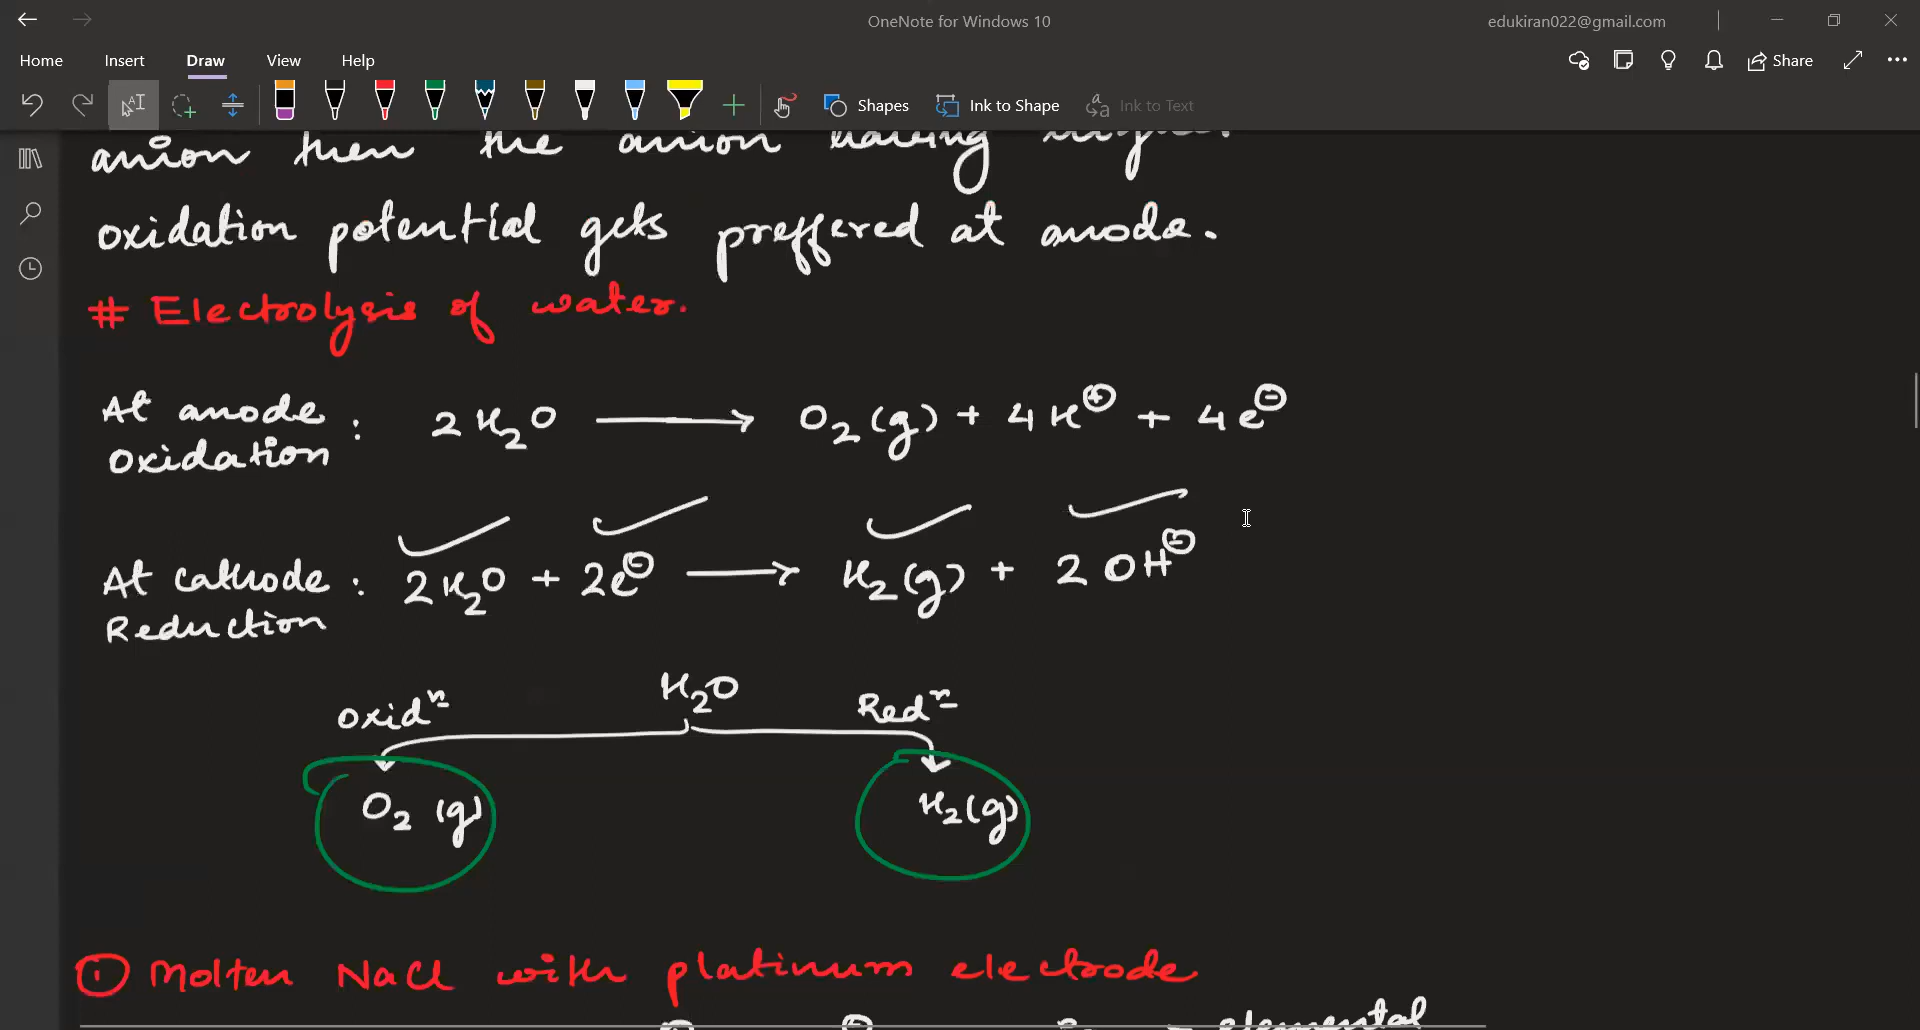 OneNote for Windows 10
edukiran022@gmail.com
Home Insert Draw View Help
Share
Shapes Ink to Shape Ink to Text
anion then the anion having
oxidation potential gets preffered at anode.
# Electrolysis of water.
At anode Oxidation : 2H₂O ⟶ O₂(g) + 4H⊕ + 4e⊖
At cathode Reduction : 2H₂O + 2e⊖ ⟶ H₂(g) + 2OH⊖
Oxidⁿ H₂O Redⁿ
O₂ (g) H₂(g)
① Molten NaCl with platinum electrode
elemental